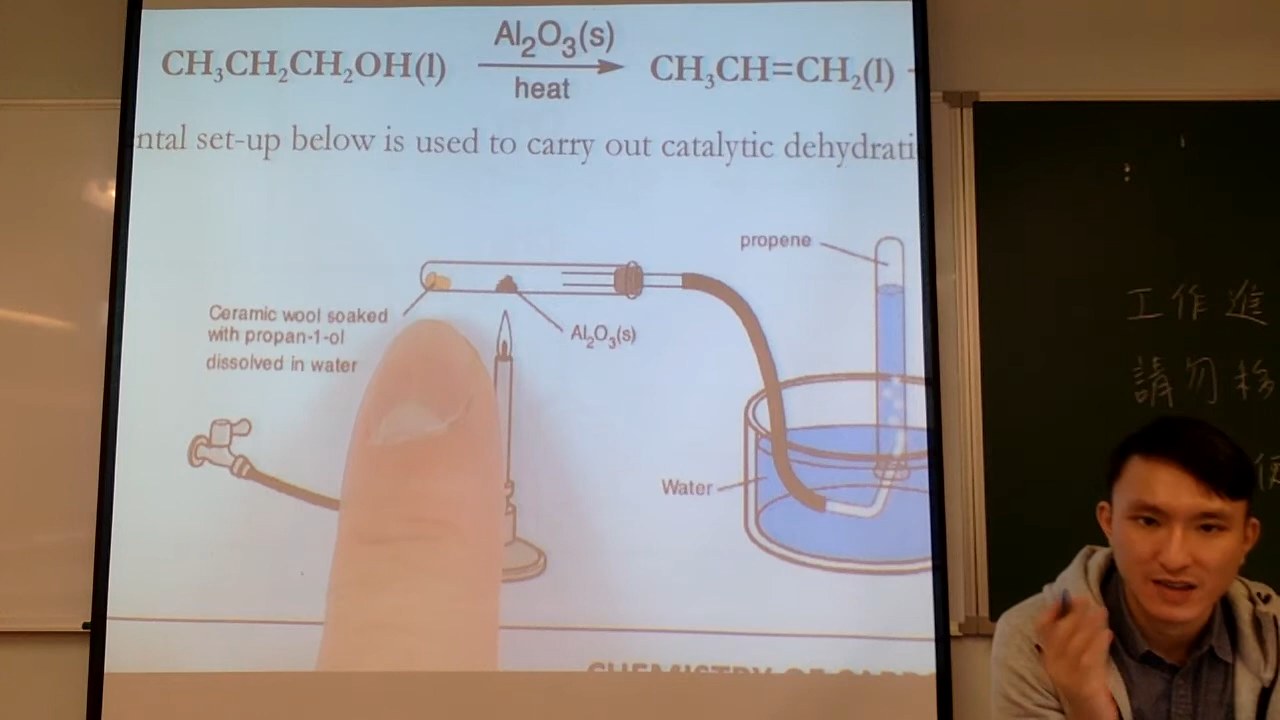 CH₃CH₂CH₂OH(l) Al₂O₃(s) heat CH₃CH=CH₂(l)
ntal set-up below is used to carry out catalytic dehydrati
propene
Ceramic wool soaked
with propan-1-ol
dissolved in water
Al₂O₃(s)
Water
工作進
請勿移